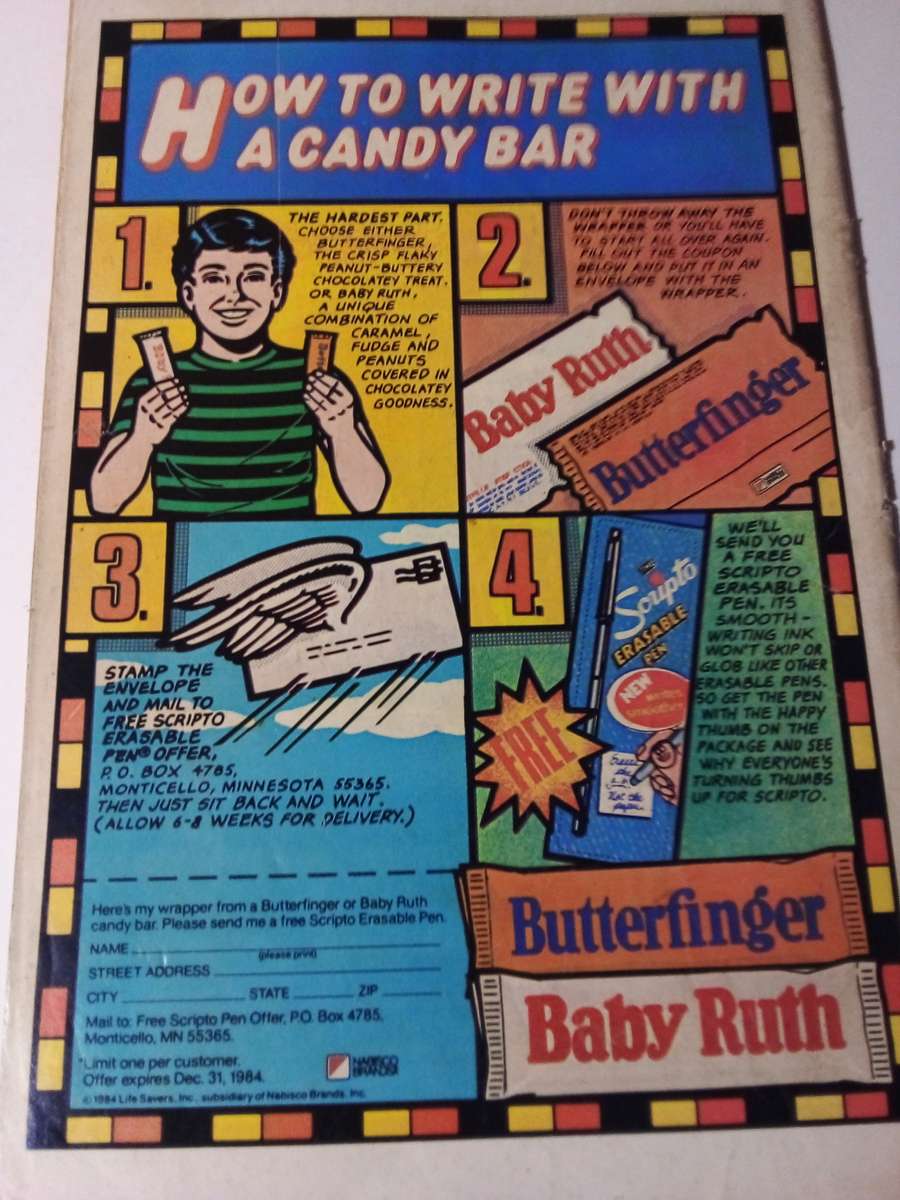 HOW TO WRITE WITH
A CANDY BAR
1.
THE HARDEST PART.
CHOOSE EITHER
BUTTERFINGER,
THE CRISP FLAKY
PEANUT-BUTTERY
CHOCOLATEY TREAT.
OR BABY RUTH,
A UNIQUE
COMBINATION OF
CARAMEL,
FUDGE AND
PEANUTS
COVERED IN
CHOCOLATEY
GOODNESS.
Baby
Butter
2.
DON'T THROW AWAY THE
WRAPPER OR YOU'LL HAVE
TO START ALL OVER AGAIN.
FILL OUT THE COUPON
BELOW AND PUT IT IN AN
ENVELOPE WITH THE
WRAPPER.
Baby Ruth
Butterfinger
3.
STAMP THE
ENVELOPE
AND MAIL TO
FREE SCRIPTO
ERASABLE
PEN® OFFER,
P.O. BOX 4785,
MONTICELLO, MINNESOTA 55365.
THEN JUST SIT BACK AND WAIT.
(ALLOW 6-8 WEEKS FOR DELIVERY.)
4.
Scripto
ERASABLE
PEN
NEW
FREE
WE'LL
SEND YOU
A FREE
SCRIPTO
ERASABLE
PEN. ITS
SMOOTH-
WRITING INK
WON'T SKIP OR
GLOB LIKE OTHER
ERASABLE PENS.
SO GET THE PEN
WITH THE HAPPY
THUMB ON THE
PACKAGE AND SEE
WHY EVERYONE'S
TURNING THUMBS
UP FOR SCRIPTO.
Here's my wrapper from a Butterfinger or Baby Ruth
candy bar. Please send me a free Scripto Erasable Pen.
NAME
(please print)
STREET ADDRESS
CITY STATE ZIP
Mail to: Free Scripto Pen Offer, P.O. Box 4785,
Monticello, MN 55365.
*Limit one per customer.
Offer expires Dec. 31, 1984.
NABISCO
BRANDS
© 1984 Life Savers, Inc., subsidiary of Nabisco Brands, Inc.
Butterfinger
Baby Ruth